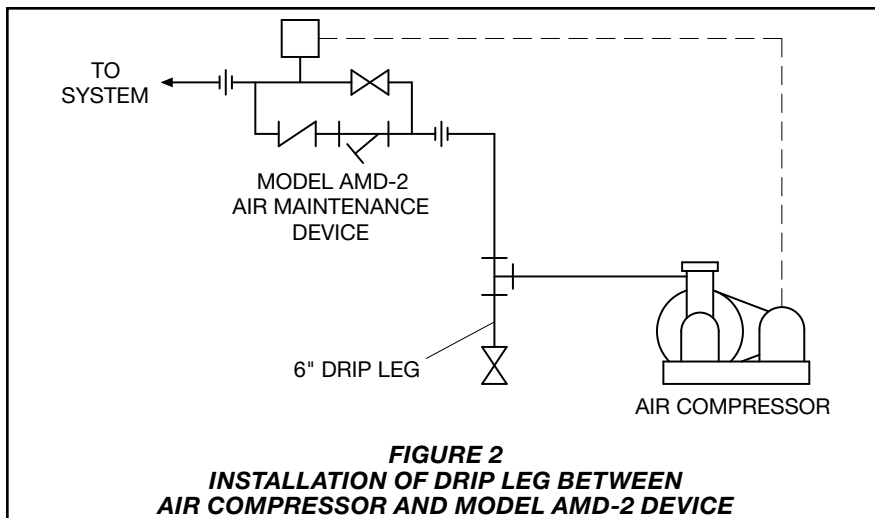 TO
SYSTEM
MODEL AMD-2
AIR MAINTENANCE
DEVICE
6" DRIP LEG
AIR COMPRESSOR
FIGURE 2
INSTALLATION OF DRIP LEG BETWEEN
AIR COMPRESSOR AND MODEL AMD-2 DEVICE